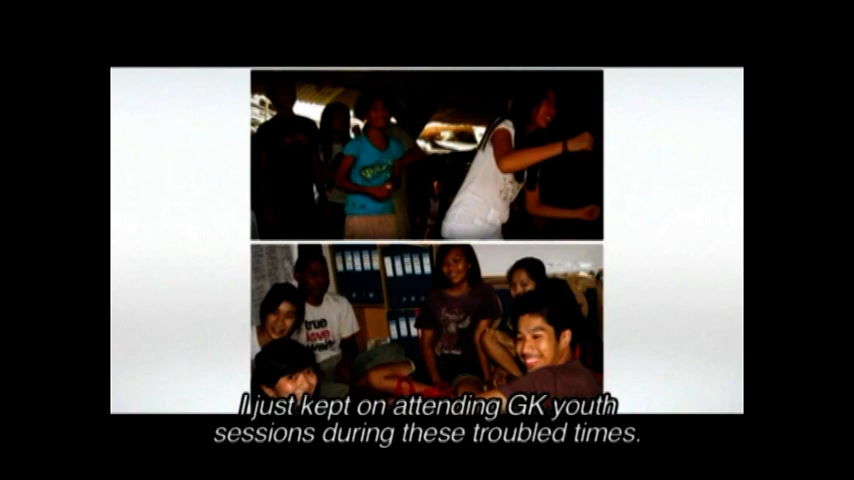 true
love
I just kept on attending GK youth
sessions during these troubled times.